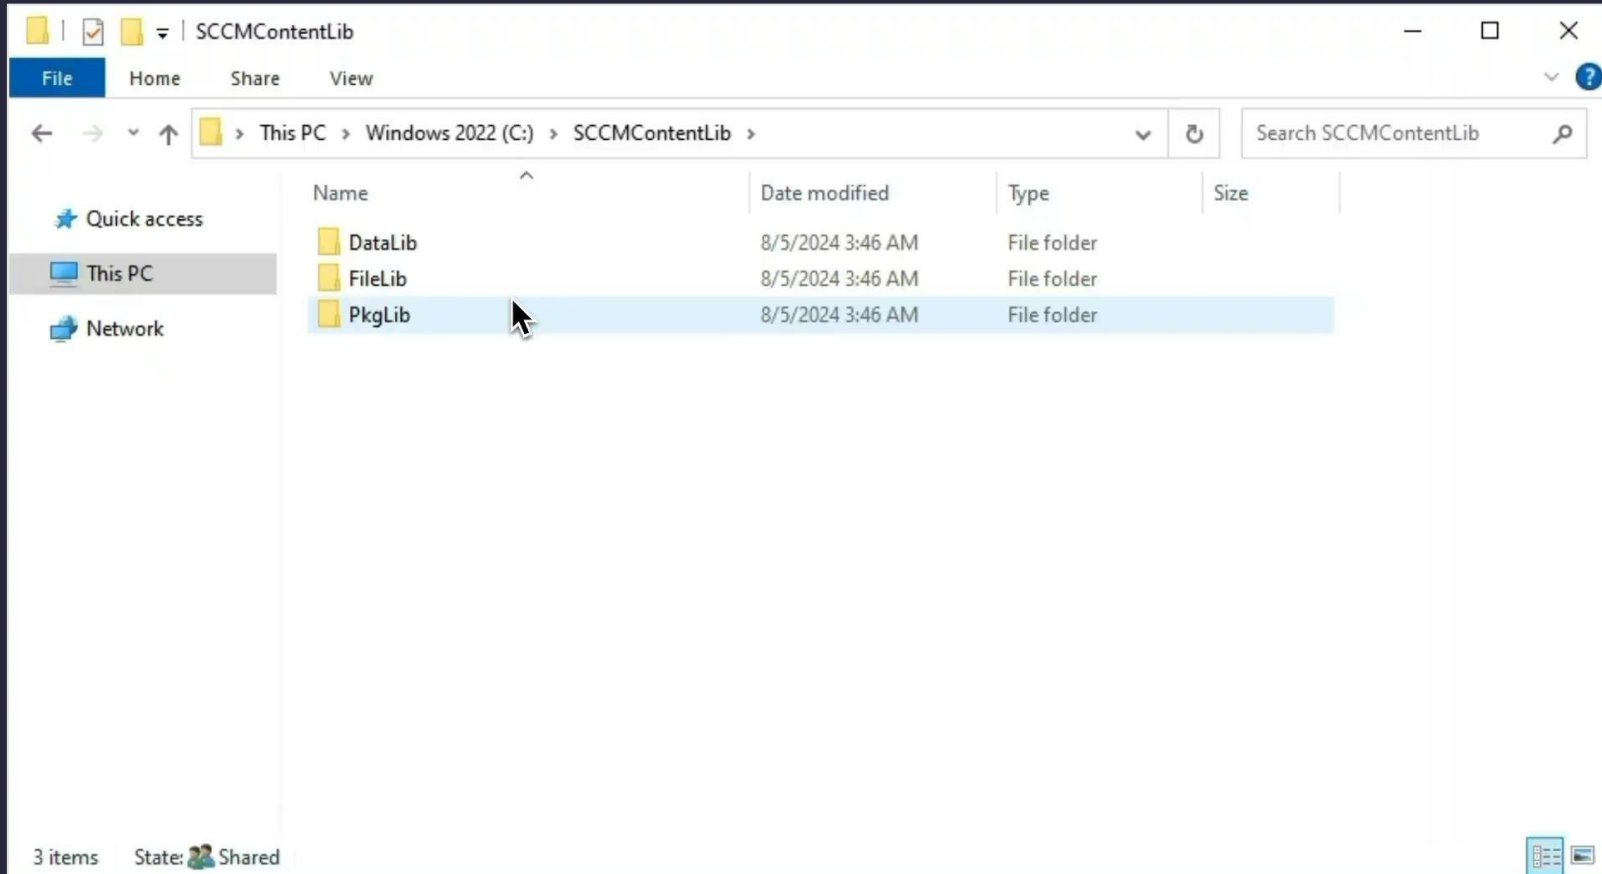 SCCMContentLib
File Home Share View ?
This PC Windows 2022 (C:) SCCMContentLib Search SCCMContentLib
Name Date modified Type Size
Quick access
This PC
Network
DataLib 8/5/2024 3:46 AM File folder
FileLib 8/5/2024 3:46 AM File folder
PkgLib 8/5/2024 3:46 AM File folder
3 items State: Shared